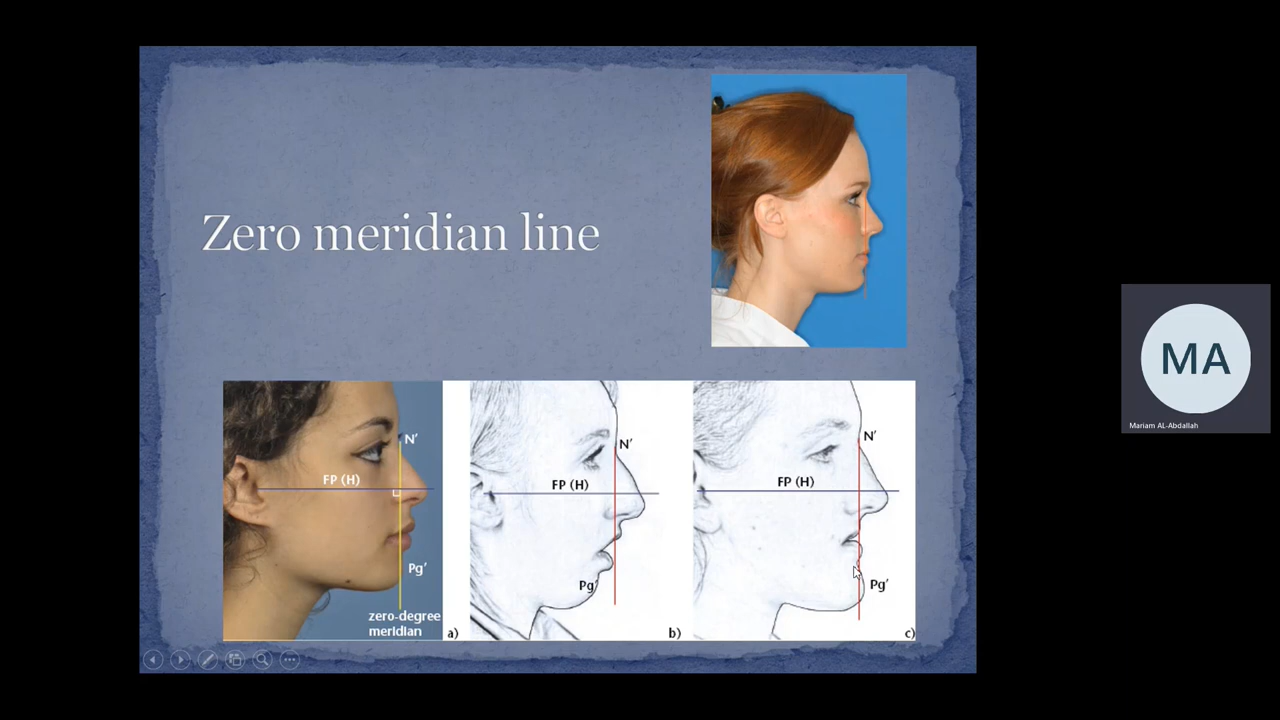 Zero meridian line
N'
FP (H)
Pg'
zero-degree
meridian
a)
N'
FP (H)
Pg'
b)
N'
FP (H)
Pg'
c)
MA
Mariam AL-Abdallah